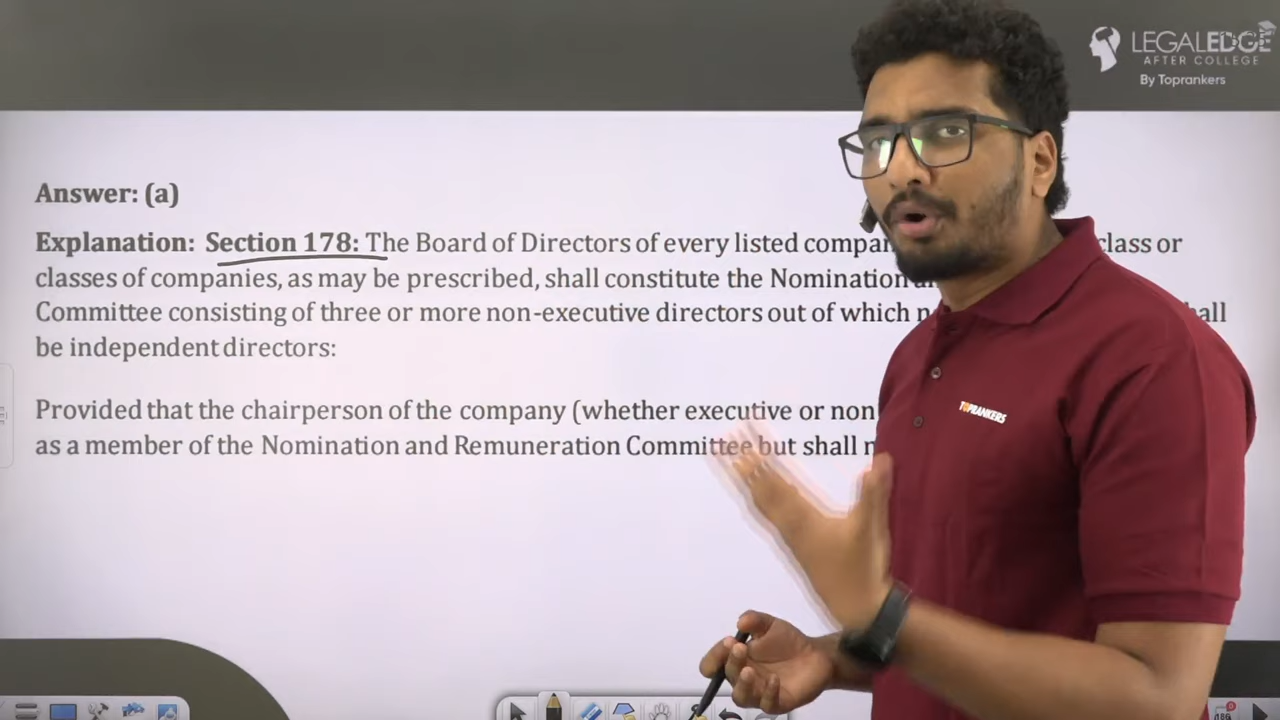 LEGALEDGE
AFTER COLLEGE
By Toprankers
Answer: (a)
Explanation: Section 178: The Board of Directors of every listed compan class or
classes of companies, as may be prescribed, shall constitute the Nomination
Committee consisting of three or more non-executive directors out of which
be independent directors:
Provided that the chairperson of the company (whether executive or non
as a member of the Nomination and Remuneration Committee but shall
TOPRANKERS
186